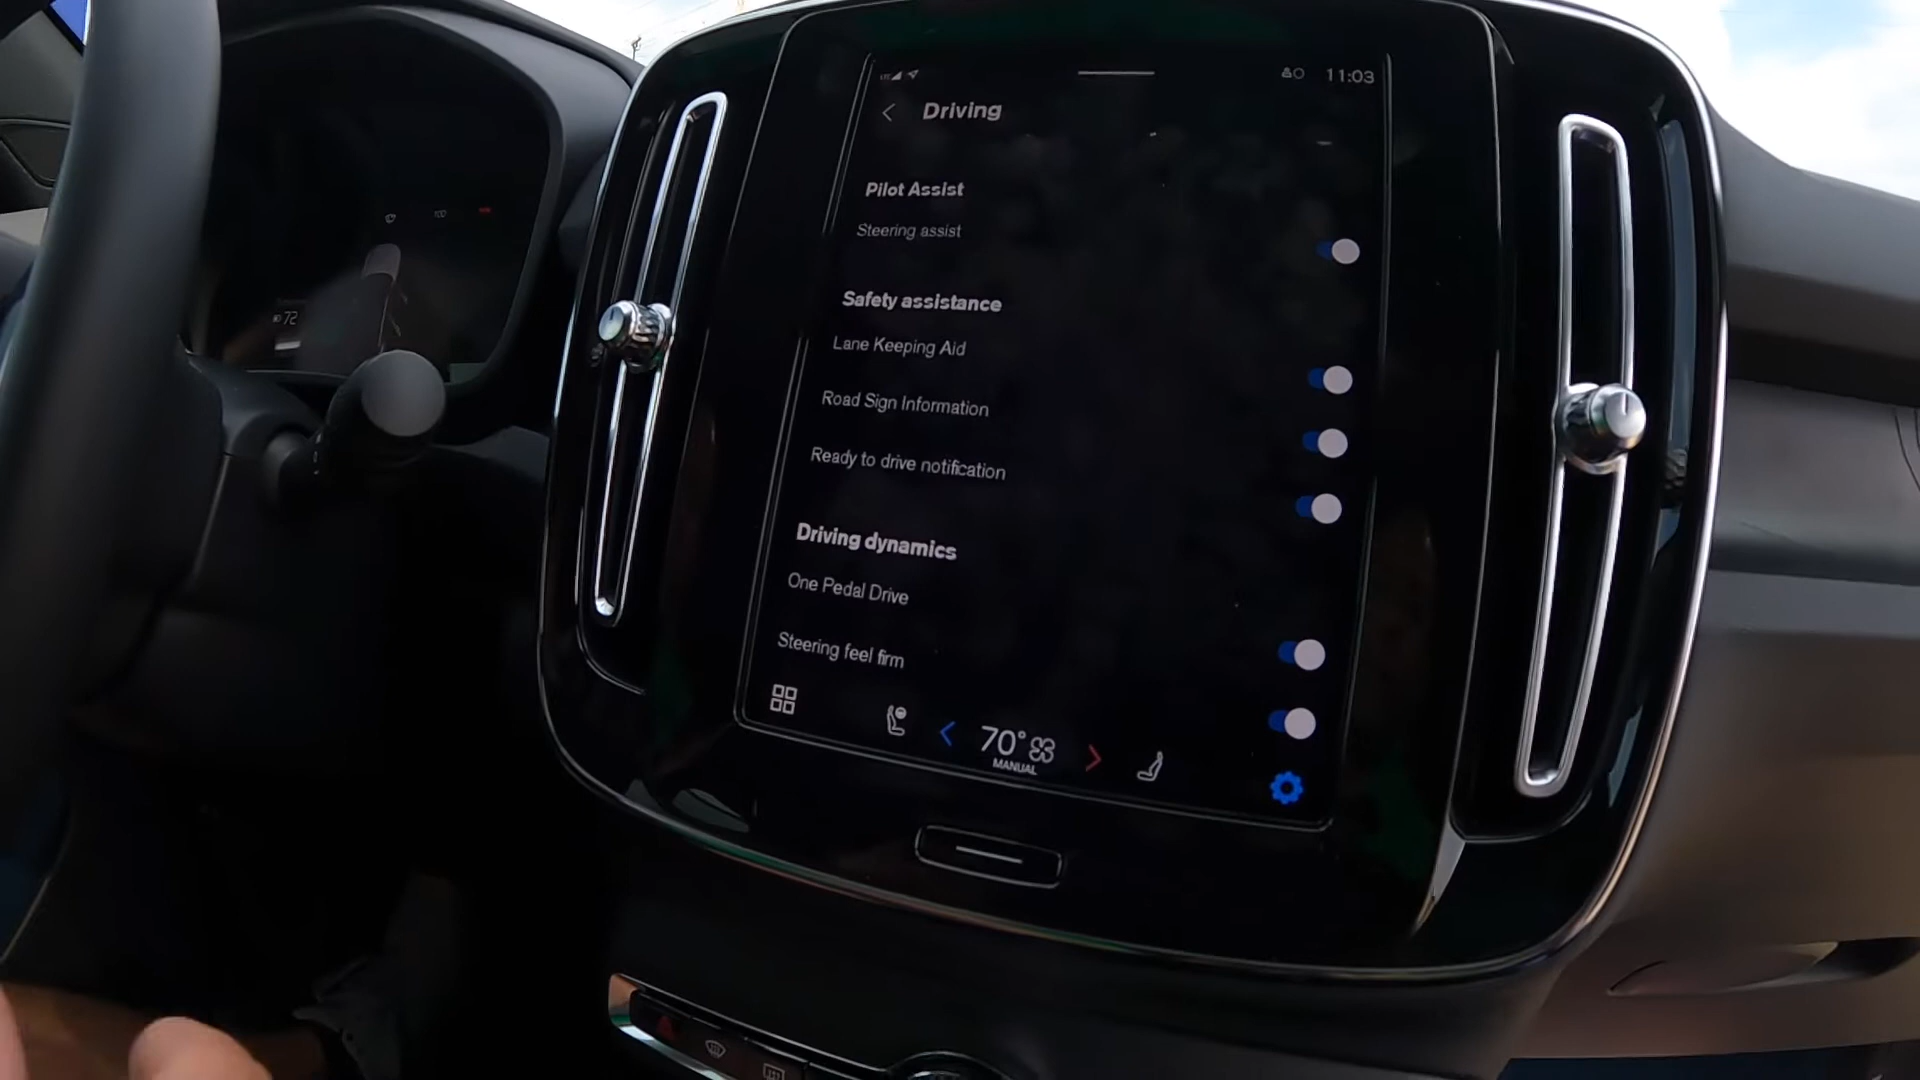 LTE
11:03
Driving
Pilot Assist
Steering assist
Safety assistance
Lane Keeping Aid
Road Sign Information
Ready to drive notification
Driving dynamics
One Pedal Drive
Steering feel firm
70°
MANUAL
72